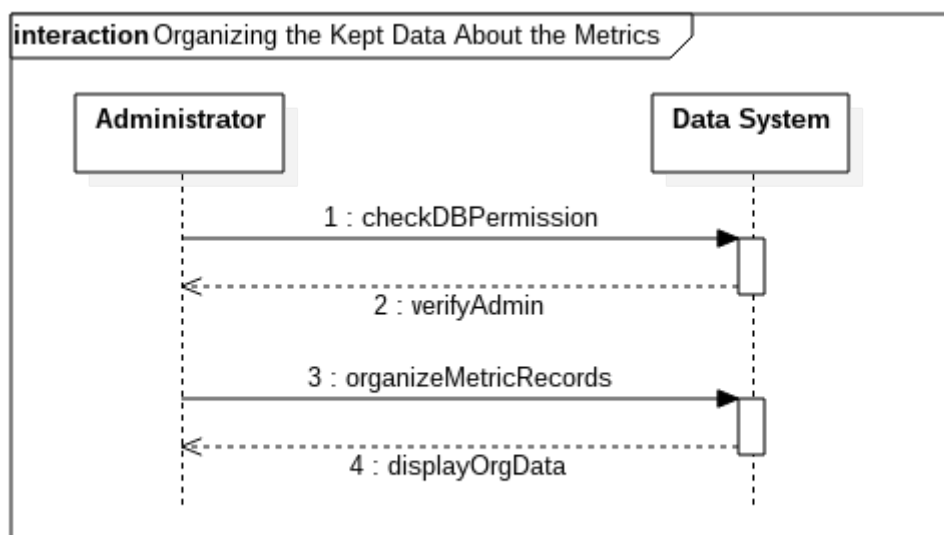 interaction Organizing the Kept Data About the Metrics
Administrator
Data System
1 : checkDBPermission
2 : verifyAdmin
3 : organizeMetricRecords
4 : displayOrgData